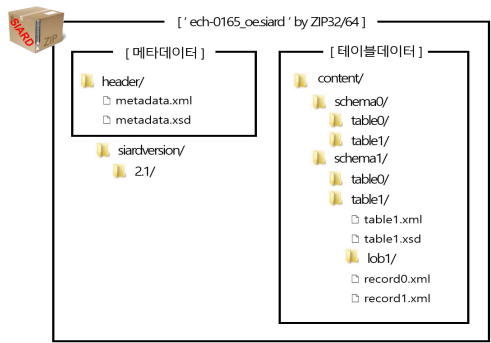 SIARD
ZIP
[ ‘ ech-0165_oe.siard ’ by ZIP32/64 ]
[ 메타데이터 ]
header/
metadata.xml
metadata.xsd
siardversion/
2.1/
[ 테이블데이터 ]
content/
schema0/
table0/
table1/
schema1/
table0/
table1/
table1.xml
table1.xsd
lob1/
record0.xml
record1.xml